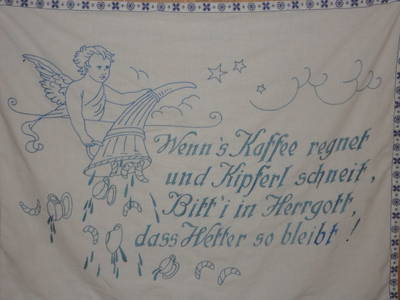 Wenn's Kaffee regnet
und Kipferl schneit,
Bitt'i in Herrgott,
dass Wetter so bleibt!